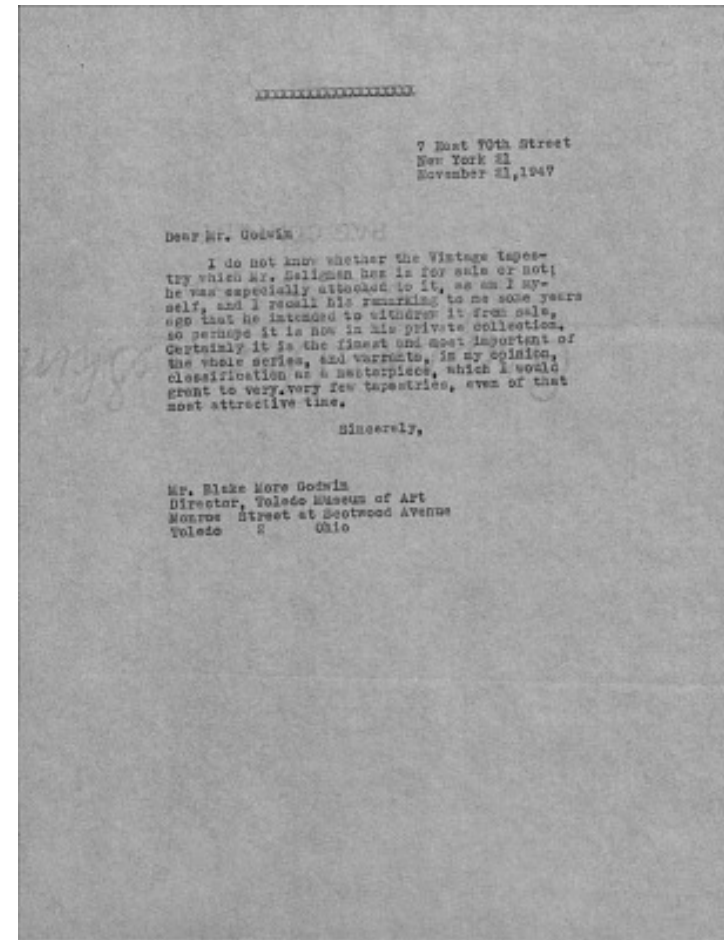 XXXXXXXXXXXXXXXXXXXX
7 East 70th Street
New York 21
November 21,1947
Dear Mr. Godwin
I do not know whether the Vintage tapes-
try which Mr. Seligman has is for sale or not;
he was especially attached to it, as am I my-
self, and I recall his remarking to me some years
ago that he intended to withdraw it from sale,
so perhaps it is now in his private collection.
Certainly it is the finest and most important of
the whole series, and warrants, in my opinion,
classification as a masterpiece, which I would
grant to very,very few tapestries, even of that
most attractive time.
Sincerely,
Mr. Blake More Godwin
Director, Toledo Museum of Art
Monroe Street at Scotwood Avenue
Toledo 2 Ohio